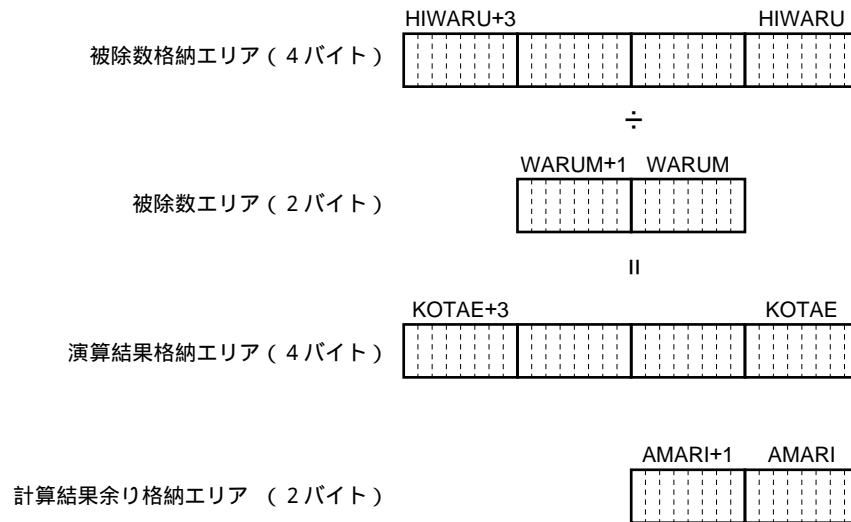 HIWARU+3 HIWARU
被除数格納エリア（４バイト）
÷
WARUM+1 WARUM
被除数エリア（２バイト）
=
KOTAE+3 KOTAE
演算結果格納エリア（４バイト）
AMARI+1 AMARI
計算結果余り格納エリア （２バイト）